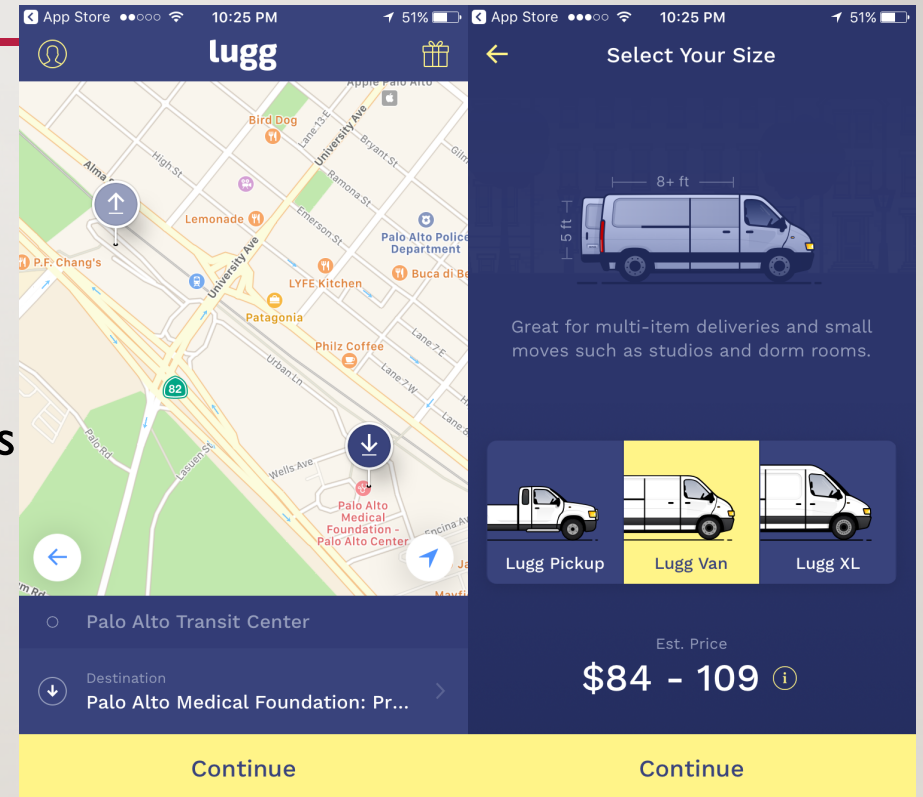 App Store 10:25 PM 51%
lugg
Apple Palo Alto
Bird Dog
Lane 13 E
University Ave
Bryant St
High St
Alma
Ramona St
Lemonade
Emerson St
Palo Alto Police
Department
P.F. Chang's
University Ave
LYFE Kitchen
Buca di Be
Patagonia
Lane 7 E
Philz Coffee
Urban Ln
Lane 7 W
82
Lane 8
s
Palo Rd
Lasuen St
Wells Ave
Palo Alto
Medical
Foundation -
Palo Alto Center
Encina Av
m Rd
Mayfi
Palo Alto Transit Center
Destination
Palo Alto Medical Foundation: Pr...
Continue
App Store 10:25 PM 51%
Select Your Size
8+ ft
5 ft
Great for multi-item deliveries and small
moves such as studios and dorm rooms.
Lugg Pickup
Lugg Van
Lugg XL
Est. Price
$84 - 109 i
Continue